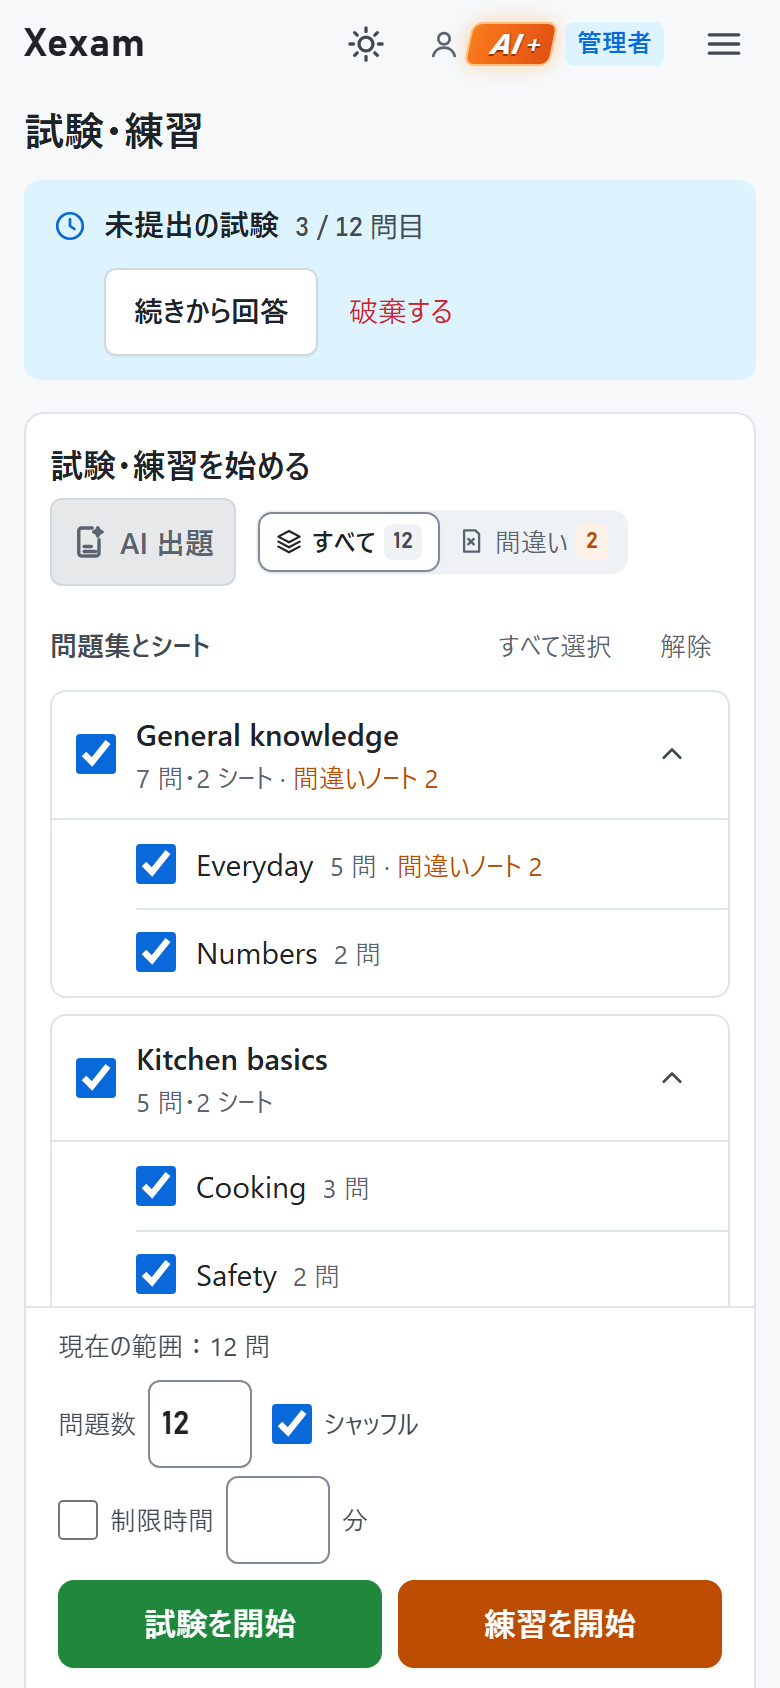 Xexam AI+ 管理者
試験・練習
未提出の試験 3 / 12 問目
続きから回答 破棄する
試験・練習を始める
AI 出題 すべて 12 間違い 2
問題集とシート すべて選択 解除
General knowledge
7 問・2 シート · 間違いノート 2
Everyday 5 問 · 間違いノート 2
Numbers 2 問
Kitchen basics
5 問・2 シート
Cooking 3 問
Safety 2 問
現在の範囲：12 問
問題数 12 シャッフル
制限時間 分
試験を開始 練習を開始